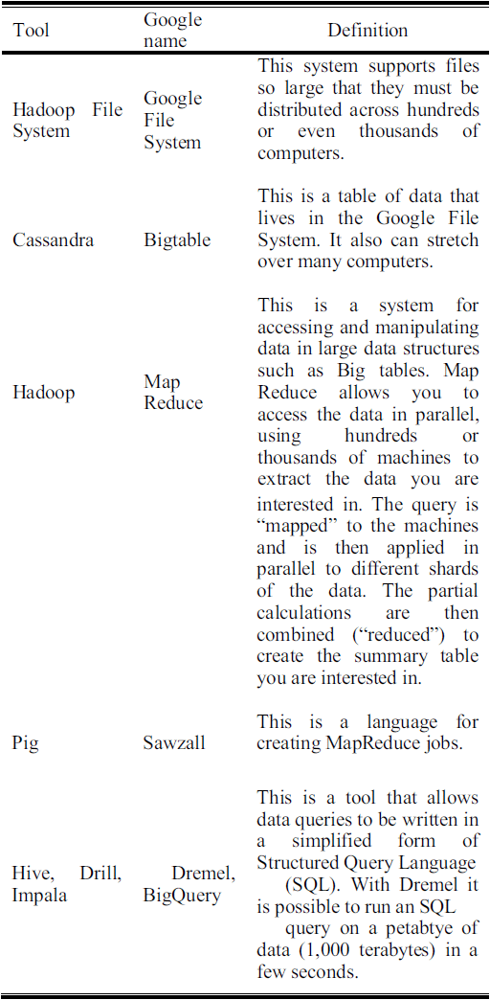 Tool
Google
name
Definition
Hadoop File
System
Google
File
System
This system supports files
so large that they must be
distributed across hundreds
or even thousands of
computers.
Cassandra
Bigtable
This is a table of data that
lives in the Google File
System. It also can stretch
over many computers.
Hadoop
Map
Reduce
This is a system for
accessing and manipulating
data in large data structures
such as Big tables. Map
Reduce allows you to
access the data in parallel,
using hundreds or
thousands of machines to
extract the data you are
interested in. The query is
“mapped” to the machines
and is then applied in
parallel to different shards
of the data. The partial
calculations are then
combined (“reduced”) to
create the summary table
you are interested in.
Pig
Sawzall
This is a language for
creating MapReduce jobs.
Hive, Drill,
Impala
Dremel,
BigQuery
This is a tool that allows
data queries to be written in
a simplified form of
Structured Query Language
(SQL). With Dremel it
is possible to run an SQL
query on a petabtye of
data (1,000 terabytes) in a
few seconds.